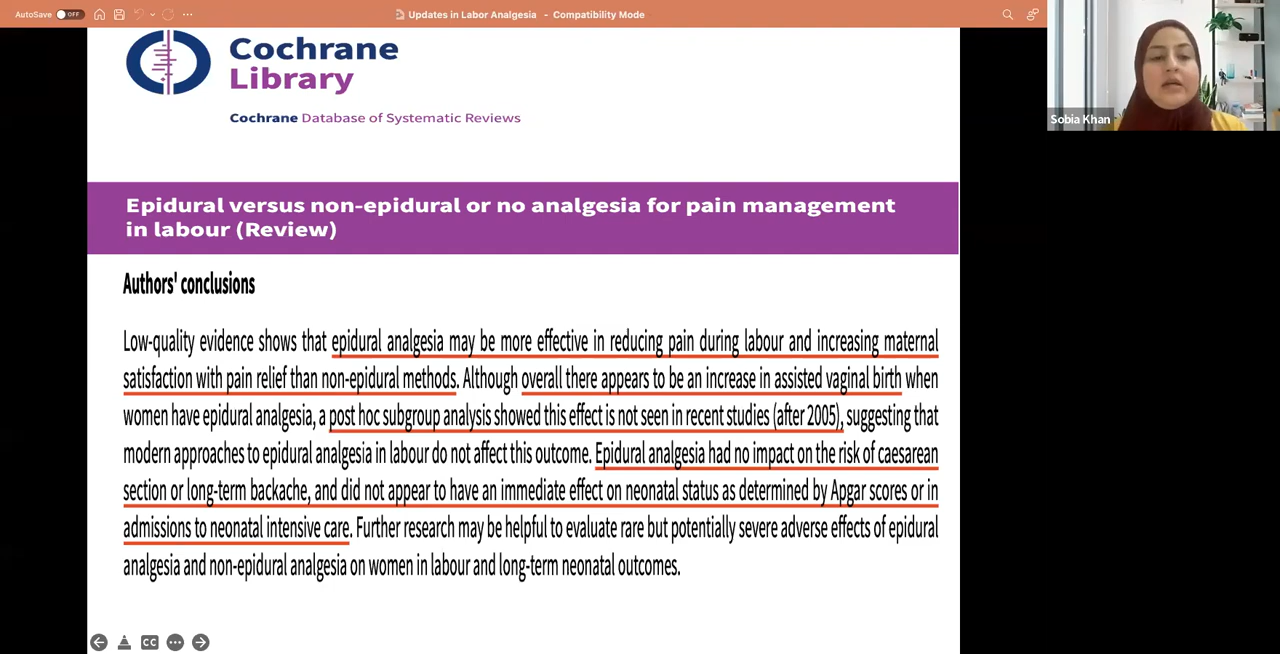 AutoSave OFF
Updates in Labor Analgesia - Compatibility Mode
Sobia Khan
Cochrane
Library
Cochrane Database of Systematic Reviews
Epidural versus non-epidural or no analgesia for pain management
in labour (Review)
Authors' conclusions
Low-quality evidence shows that epidural analgesia may be more effective in reducing pain during labour and increasing maternal
satisfaction with pain relief than non-epidural methods. Although overall there appears to be an increase in assisted vaginal birth when
women have epidural analgesia, a post hoc subgroup analysis showed this effect is not seen in recent studies (after 2005), suggesting that
modern approaches to epidural analgesia in labour do not affect this outcome. Epidural analgesia had no impact on the risk of caesarean
section or long-term backache, and did not appear to have an immediate effect on neonatal status as determined by Apgar scores or in
admissions to neonatal intensive care. Further research may be helpful to evaluate rare but potentially severe adverse effects of epidural
analgesia and non-epidural analgesia on women in labour and long-term neonatal outcomes.
CC